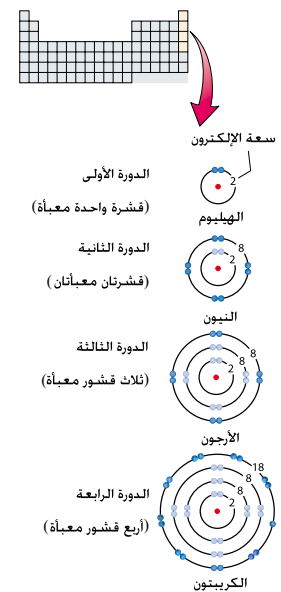 سعة الإلكترون
الدورة الأولى
2
(قشرة واحدة معبأة)
الهيليوم
الدورة الثانية
8
2
(قشرتان معبأتان)
النيون
الدورة الثالثة
8
8
2
(ثلاث قشور معبأة)
الأرجون
18
8
8
2
الدورة الرابعة
(أربع قشور معبأة)
الكريبتون